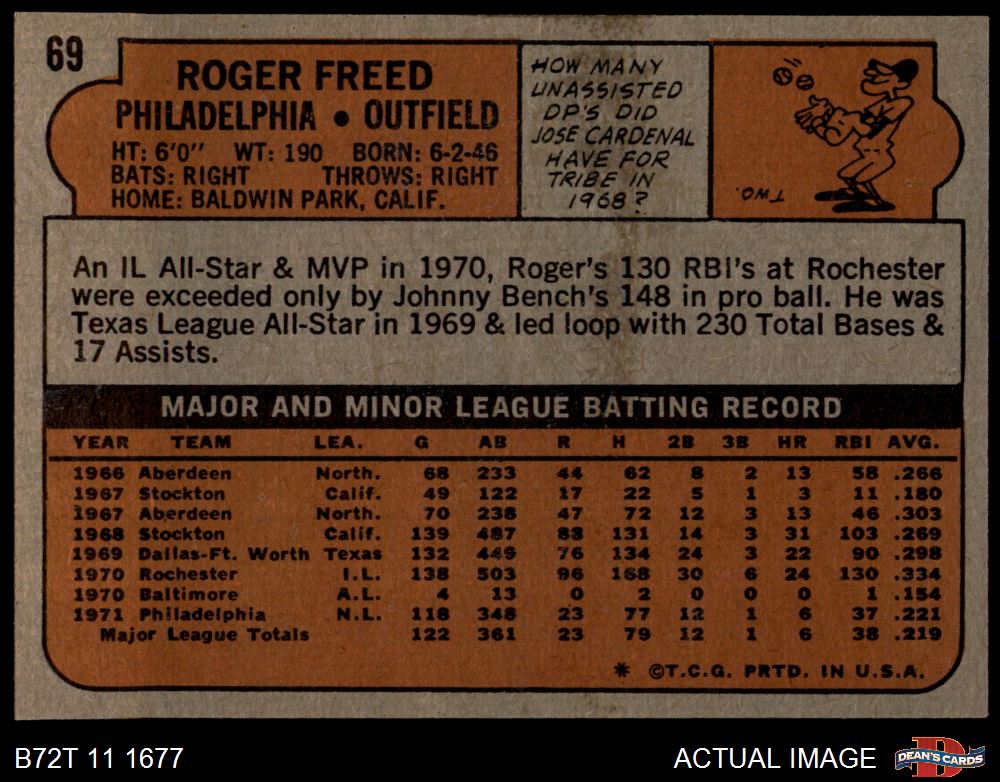 69
ROGER FREED
PHILADELPHIA • OUTFIELD
HT: 6'0" WT: 190 BORN: 6-2-46
BATS: RIGHT THROWS: RIGHT
HOME: BALDWIN PARK, CALIF.
HOW MANY
UNASSISTED
DP'S DID
JOSE CARDENAL
HAVE FOR
TRIBE IN
1968?
TWO.
An IL All-Star & MVP in 1970, Roger's 130 RBI's at Rochester
were exceeded only by Johnny Bench's 148 in pro ball. He was
Texas League All-Star in 1969 & led loop with 230 Total Bases &
17 Assists.
MAJOR AND MINOR LEAGUE BATTING RECORD
YEAR TEAM LEA. G AB R H 2B 3B HR RBI AVG.
1966 Aberdeen North. 68 233 44 62 8 2 13 58 .266
1967 Stockton Calif. 49 122 17 22 5 1 3 11 .180
1967 Aberdeen North. 70 238 47 72 12 3 13 46 .303
1968 Stockton Calif. 139 487 88 131 14 3 31 103 .269
1969 Dallas-Ft. Worth Texas 132 449 76 134 24 3 22 90 .298
1970 Rochester I.L. 138 503 96 168 30 6 24 130 .334
1970 Baltimore A.L. 4 13 0 2 0 0 0 1 .154
1971 Philadelphia N.L. 118 348 23 77 12 1 6 37 .221
Major League Totals 122 361 23 79 12 1 6 38 .219
* ©T.C.G. PRTD. IN U.S.A.
B72T 11 1677
ACTUAL IMAGE
D
DEAN'S CARDS